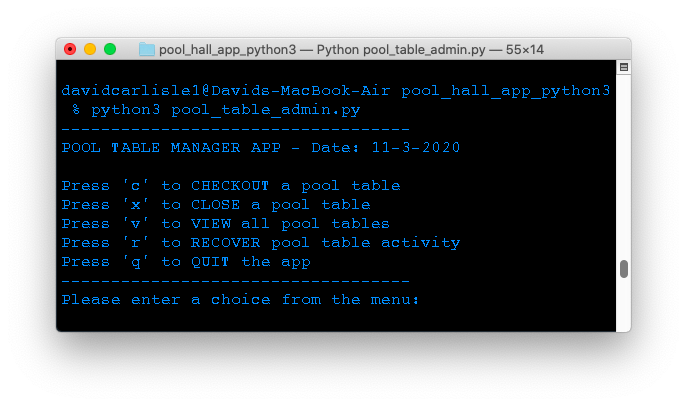 pool_hall_app_python3 — Python pool_table_admin.py — 55×14
davidcarlisle1@Davids-MacBook-Air pool_hall_app_python3
% python3 pool_table_admin.py
-----------------------------------
POOL TABLE MANAGER APP - Date: 11-3-2020
Press 'c' to CHECKOUT a pool table
Press 'x' to CLOSE a pool table
Press 'v' to VIEW all pool tables
Press 'r' to RECOVER pool table activity
Press 'q' to QUIT the app
-----------------------------------
Please enter a choice from the menu: